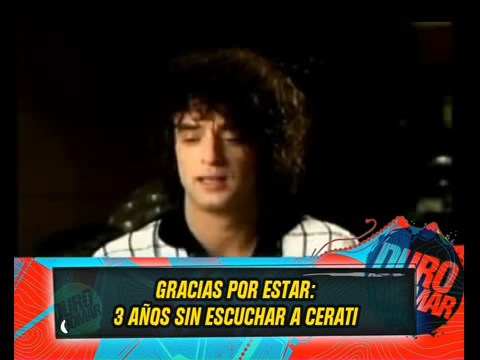 GRACIAS POR ESTAR:
3 AÑOS SIN ESCUCHAR A CERATI
DURO
DOMAR